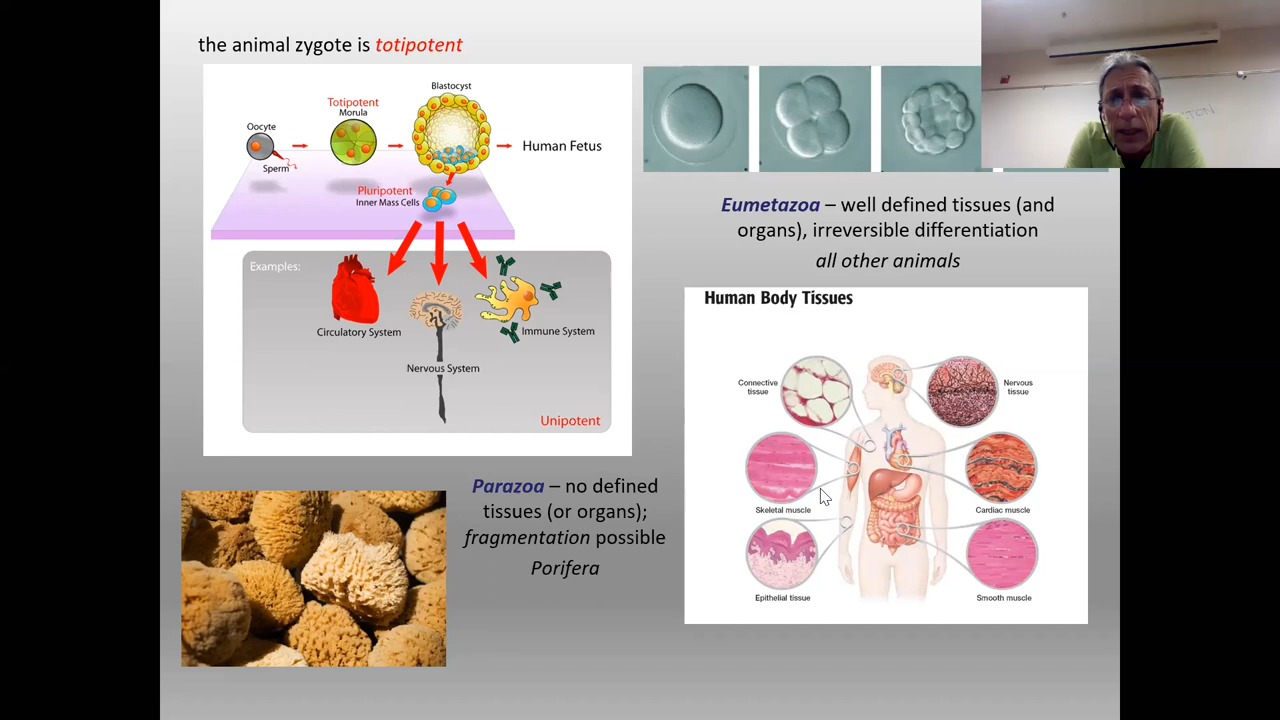 the animal zygote is totipotent
Blastocyst
Totipotent
Morula
Oocyte
Sperm
Human Fetus
Pluripotent
Inner Mass Cells
Examples:
Circulatory System
Immune System
Nervous System
Unipotent
Eumetazoa – well defined tissues (and
organs), irreversible differentiation
all other animals
Human Body Tissues
Connective
tissue
Nervous
tissue
Skeletal muscle
Cardiac muscle
Epithelial tissue
Smooth muscle
Parazoa – no defined
tissues (or organs);
fragmentation possible
Porifera